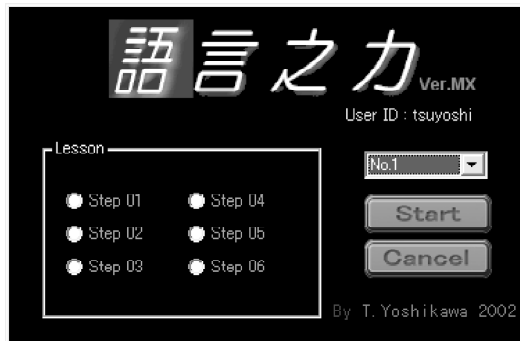 語言之力 Ver.MX
User ID : tsuyoshi
Lesson
No.1
Step 01
Step 04
Step 02
Step 05
Step 03
Step 06
Start
Cancel
By T. Yoshikawa 2002